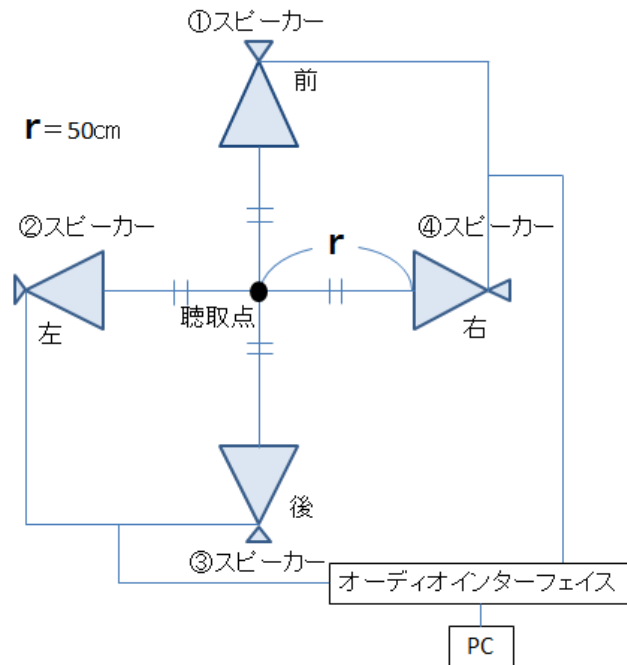 ①スピーカー
前
r＝50cm
②スピーカー
r
④スピーカー
聴取点
左
右
後
③スピーカー
オーディオインターフェイス
PC